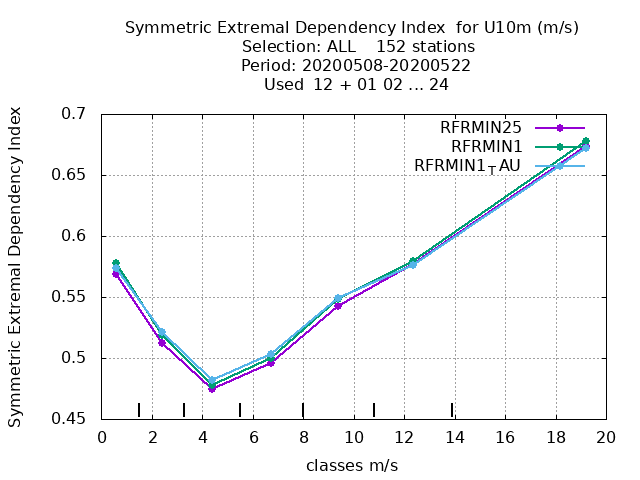 Symmetric Extremal Dependency Index for U10m (m/s)
Selection: ALL 152 stations
Period: 20200508-20200522
Used 12 + 01 02 ... 24
Symmetric Extremal Dependency Index
0.7
0.65
0.6
0.55
0.5
0.45
RFRMIN25
RFRMIN1
RFRMIN1TAU
0 2 4 6 8 10 12 14 16 18 20
classes m/s